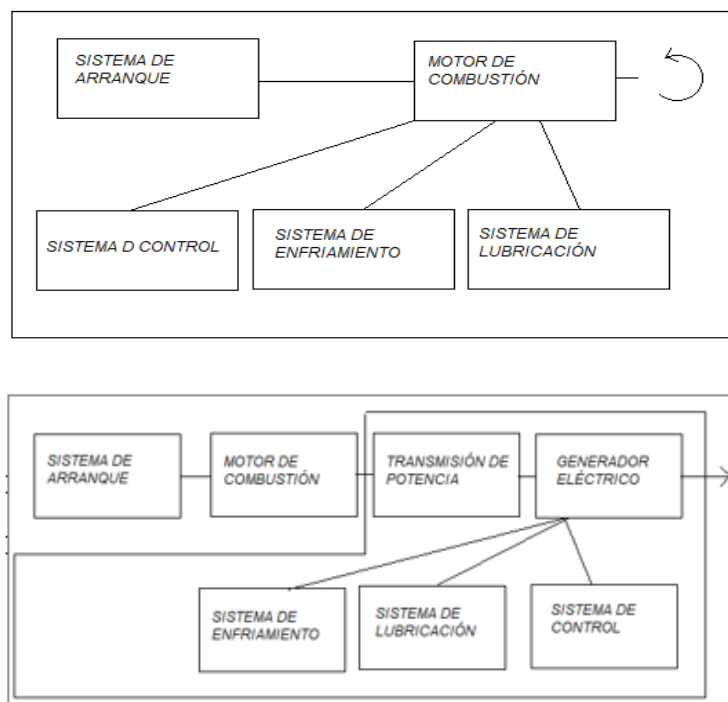 SISTEMA DE
ARRANQUE
MOTOR DE
COMBUSTIÓN
SISTEMA D CONTROL
SISTEMA DE
ENFRIAMIENTO
SISTEMA DE
LUBRICACIÓN
SISTEMA DE
ARRANQUE
MOTOR DE
COMBUSTIÓN
TRANSMISIÓN DE
POTENCIA
GENERADOR
ELÉCTRICO
SISTEMA DE
ENFRIAMIENTO
SISTEMA DE
LUBRICACIÓN
SISTEMA DE
CONTROL